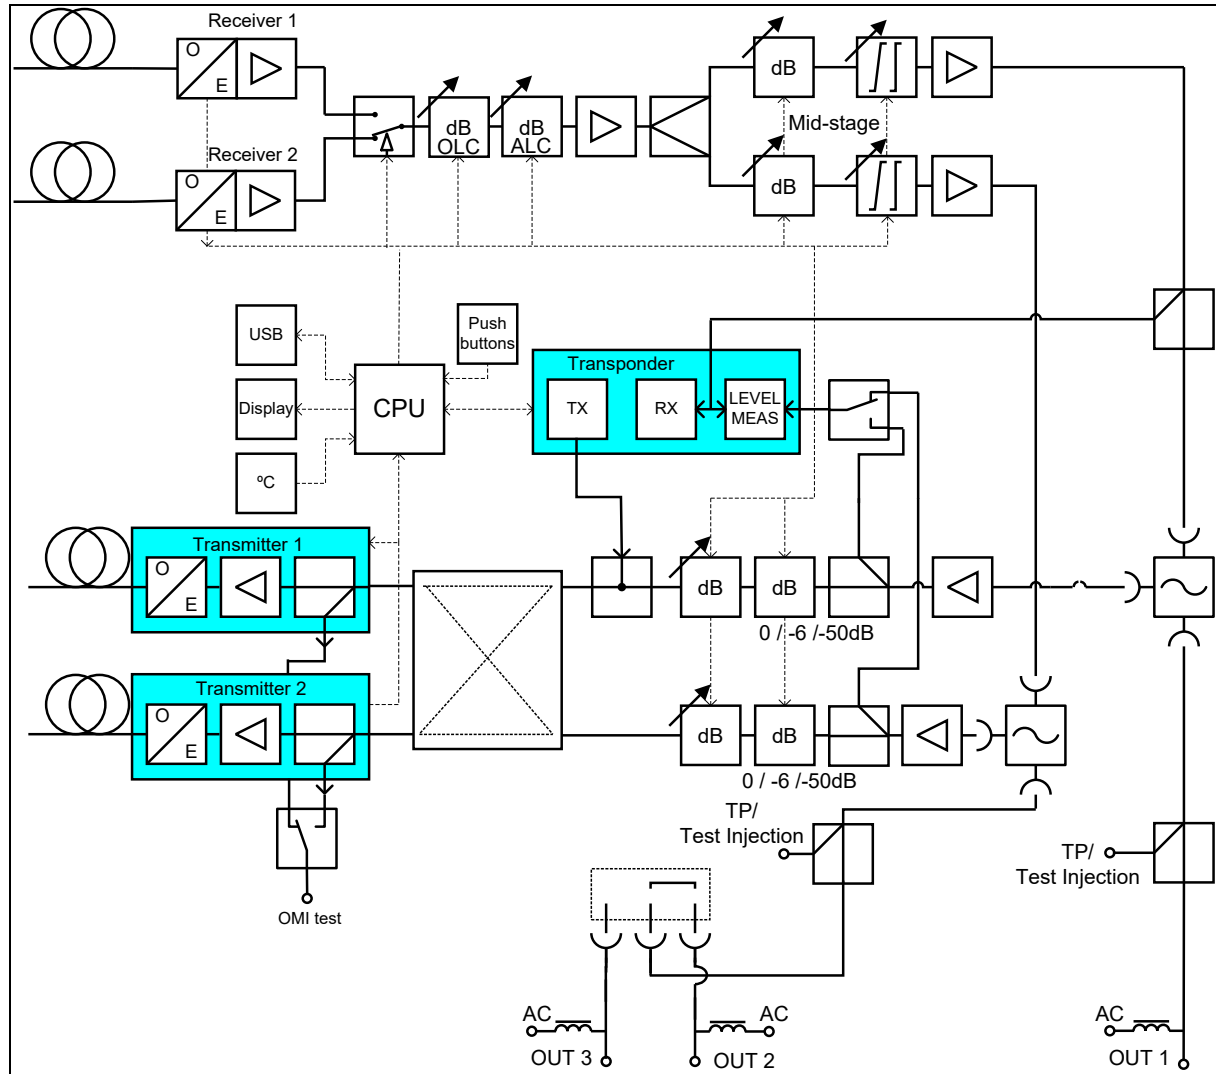 Receiver 1
O
E
dB
Mid-stage
dB
OLC
dB
ALC
Receiver 2
O
E
dB
USB
Push
buttons
Transponder
Display
CPU
TX
RX
LEVEL
MEAS
ºC
Transmitter 1
O
E
dB
dB
0 / -6 /-50dB
Transmitter 2
O
E
dB
dB
0 / -6 /-50dB
TP/
Test Injection
TP/
Test Injection
OMI test
AC
AC
AC
OUT 3
OUT 2
OUT 1